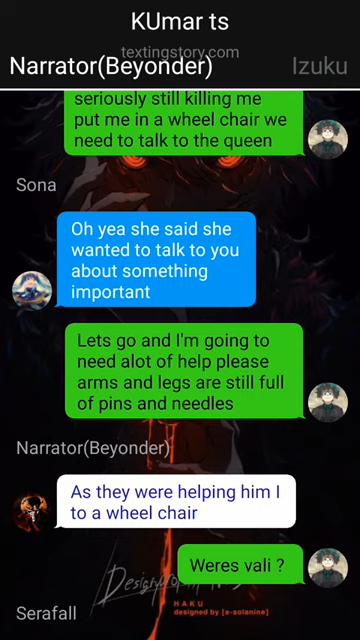 KUmar ts
textingstory.com
Narrator(Beyonder) Izuku
seriously still killing me
put me in a wheel chair we
need to talk to the queen
Sona
Oh yea she said she
wanted to talk to you
about something
important
Lets go and I'm going to
need alot of help please
arms and legs are still full
of pins and needles
Narrator(Beyonder)
As they were helping him I
to a wheel chair
Weres vali ?
HAKU
designed by [a-solanine]
Serafall